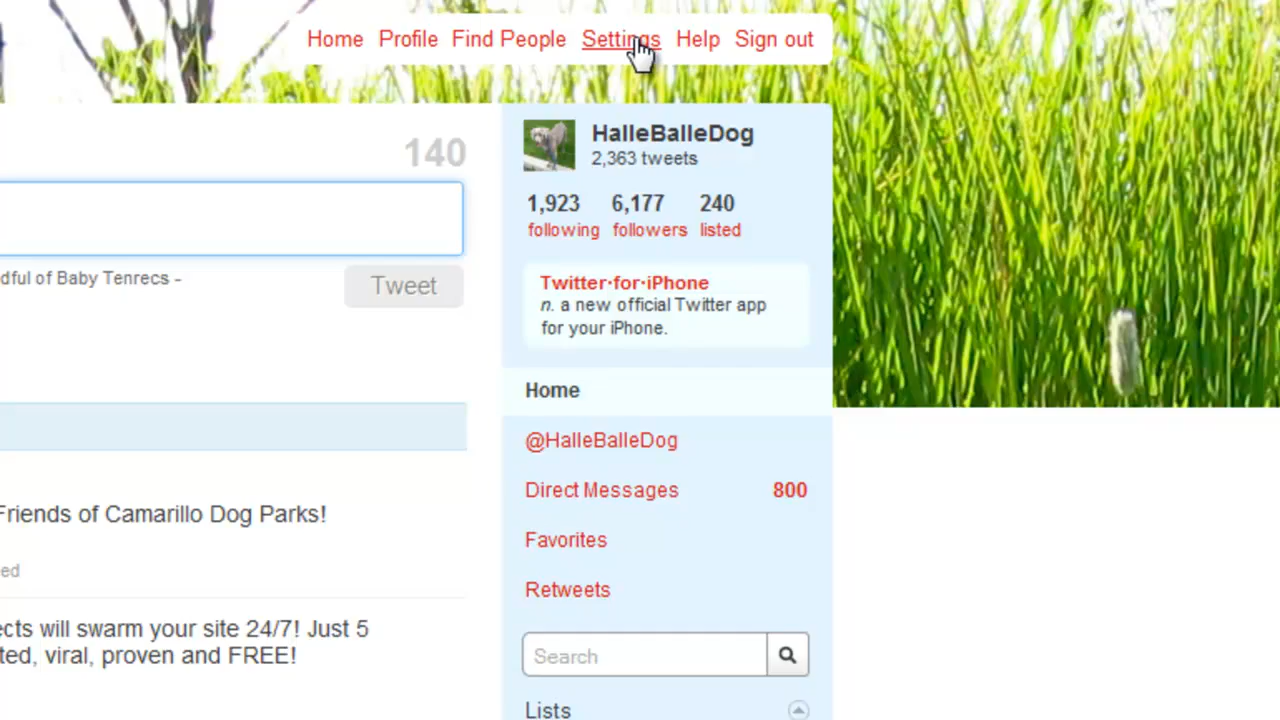 Home Profile Find People Settings Help Sign out
140
HalleBalleDog
2,363 tweets
1,923 6,177 240
following followers listed
dful of Baby Tenrecs -
Tweet
Twitter·for·iPhone
n. a new official Twitter app
for your iPhone.
Home
@HalleBalleDog
Direct Messages 800
Favorites
Retweets
Friends of Camarillo Dog Parks!
ed
ects will swarm your site 24/7! Just 5
ted, viral, proven and FREE!
Search
Lists